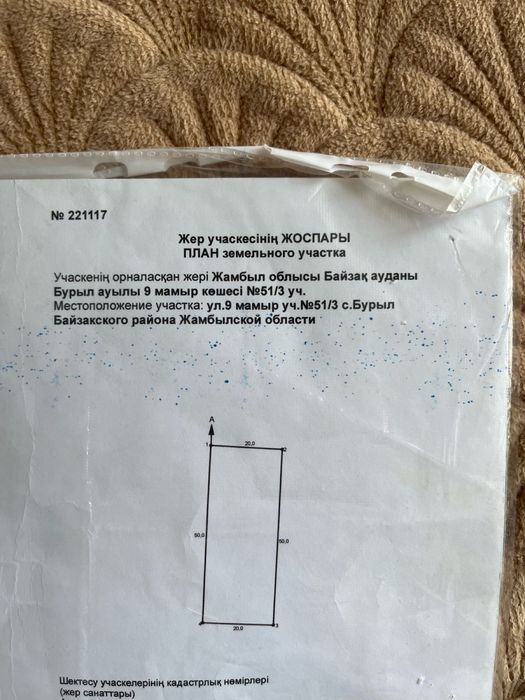 № 221117
Жер учаскесінің ЖОСПАРЫ
ПЛАН земельного участка
Учаскенің орналасқан жері Жамбыл облысы Байзақ ауданы
Бурыл ауылы 9 мамыр көшесі №51/3 уч.
Местоположение участка: ул.9 мамыр уч.№51/3 с.Бурыл
Байзакского района Жамбылской области
А
1 20,0 2
50,0 50,0
20,0 3
Шектесу учаскелерінің кадастрлық нөмірлері
(жер санаттары)